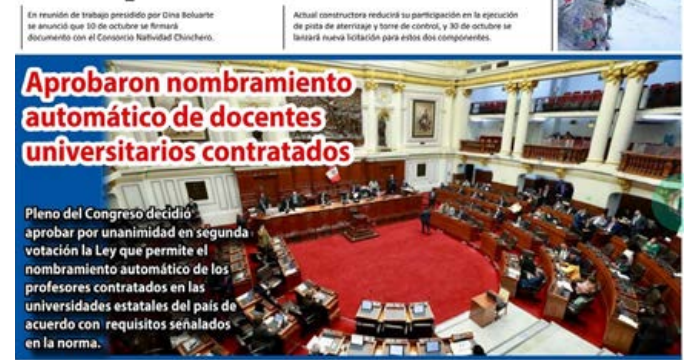 En reunión de trabajo presidido por Dina Boluarte
se anunció que 10 de octubre se firmará
documento con el Consorcio Natividad Chinchero.
Actual constructora reducirá su participación en la ejecución
de pista de aterrizaje y torre de control, y 30 de octubre se
lanzará nueva licitación para estos dos componentes.
Aprobaron nombramiento
automático de docentes
universitarios contratados
Pleno del Congreso decidió
aprobar por unanimidad en segunda
votación la Ley que permite el
nombramiento automático de los
profesores contratados en las
universidades estatales del país de
acuerdo con requisitos señalados
en la norma.